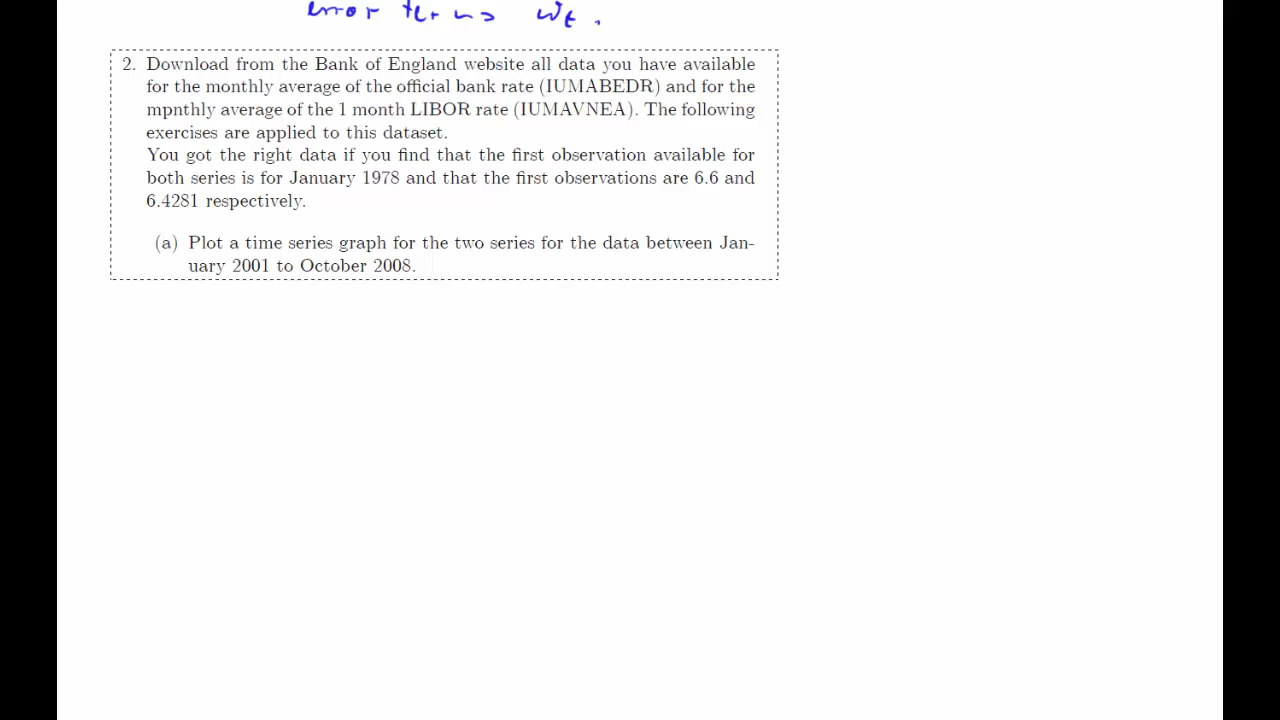 error terms wt.
2. Download from the Bank of England website all data you have available
for the monthly average of the official bank rate (IUMABEDR) and for the
mpnthly average of the 1 month LIBOR rate (IUMAVNEA). The following
exercises are applied to this dataset.
You got the right data if you find that the first observation available for
both series is for January 1978 and that the first observations are 6.6 and
6.4281 respectively.
(a) Plot a time series graph for the two series for the data between Jan-
uary 2001 to October 2008.